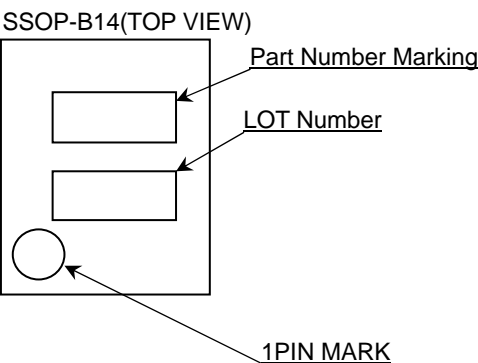 SSOP-B14(TOP VIEW)
Part Number Marking
LOT Number
1PIN MARK